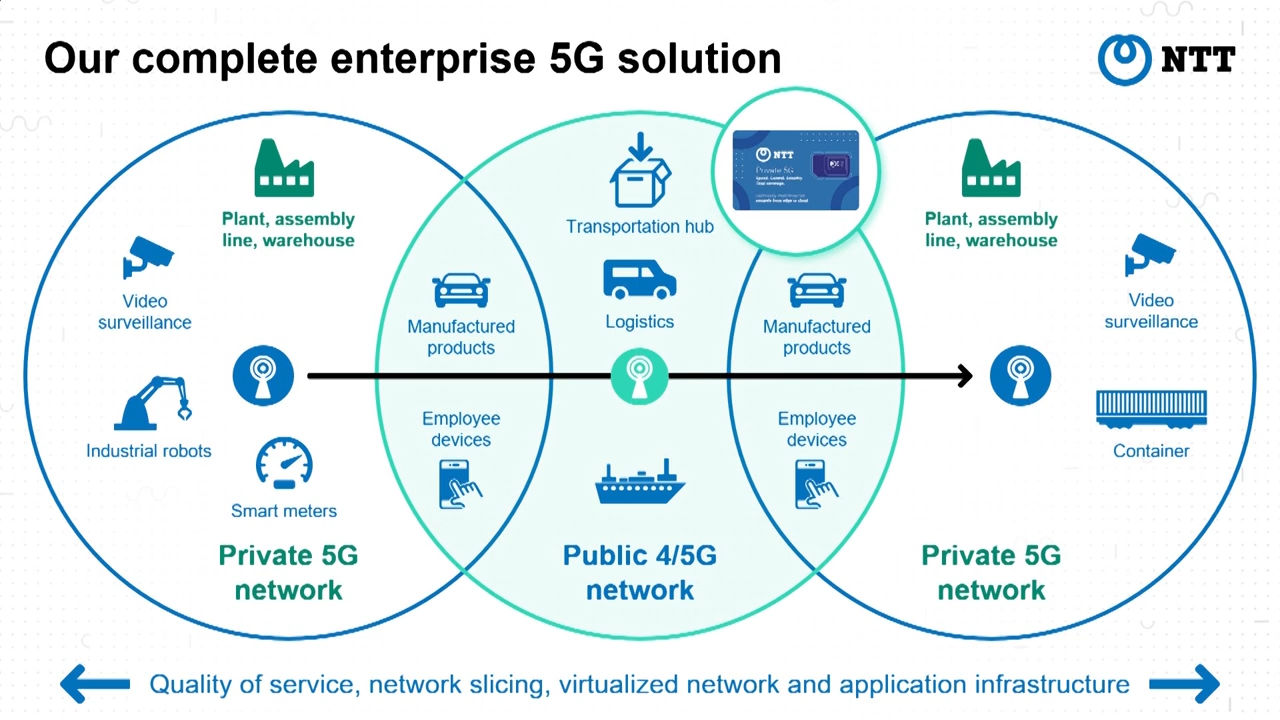 Our complete enterprise 5G solution
NTT
Plant, assembly
line, warehouse
Video
surveillance
Industrial robots
Smart meters
Private 5G
network
Manufactured
products
Employee
devices
Transportation hub
Logistics
Public 4/5G
network
NTT
Private 5G
Manufactured
products
Employee
devices
Plant, assembly
line, warehouse
Video
surveillance
Container
Private 5G
network
Quality of service, network slicing, virtualized network and application infrastructure